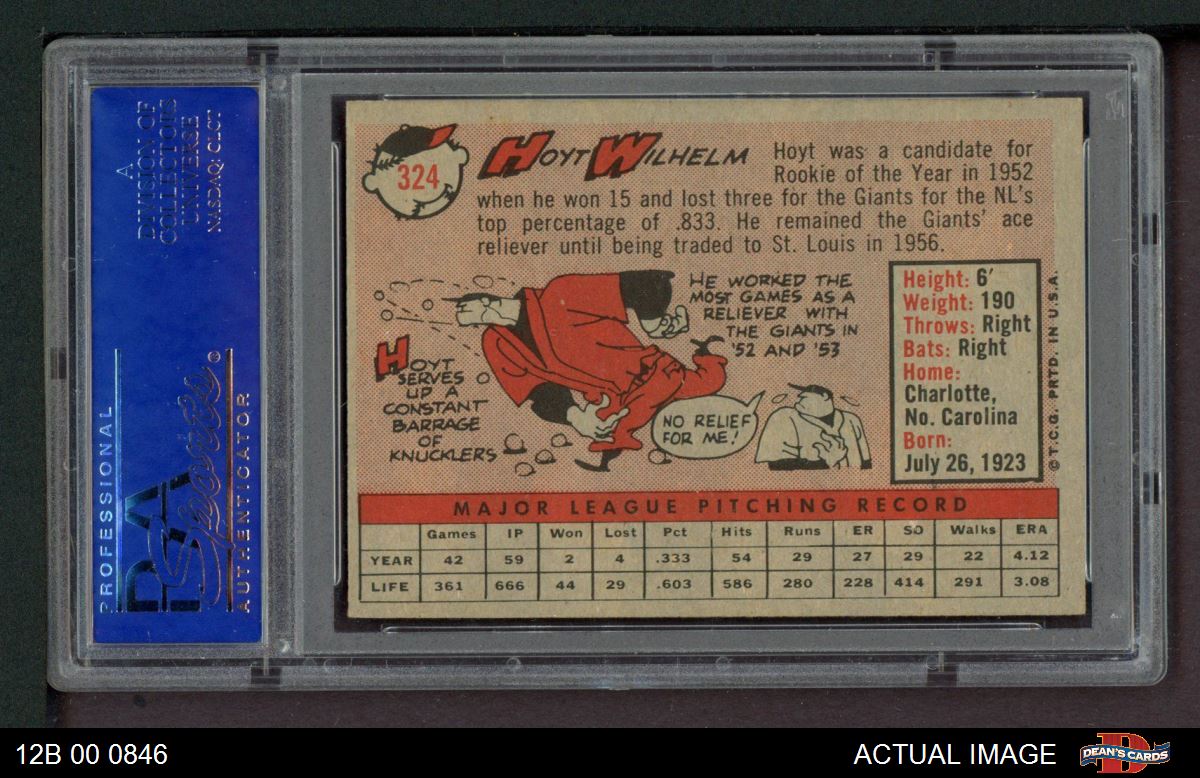 A
DIVISION OF
COLLECTORS
UNIVERSE
NASDAQ: CLCT
PROFESSIONAL
PSA
Sports®
AUTHENTICATOR
324
HOYT WILHELM
Hoyt was a candidate for
Rookie of the Year in 1952
when he won 15 and lost three for the Giants for the NL's
top percentage of .833. He remained the Giants' ace
reliever until being traded to St. Louis in 1956.
HE WORKED THE
MOST GAMES AS A
RELIEVER WITH
THE GIANTS IN
'52 AND '53
HOYT
SERVES
UP A
CONSTANT
BARRAGE
OF
KNUCKLERS
NO RELIEF
FOR ME!
Height: 6'
Weight: 190
Throws: Right
Bats: Right
Home:
Charlotte,
No. Carolina
Born:
July 26, 1923
©T.C.G. PRTD. IN U.S.A.
MAJOR LEAGUE PITCHING RECORD
Games IP Won Lost Pct Hits Runs ER SO Walks ERA
YEAR 42 59 2 4 .333 54 29 27 29 22 4.12
LIFE 361 666 44 29 .603 586 280 228 414 291 3.08
12B 00 0846
ACTUAL IMAGE
DEAN'S CARDS